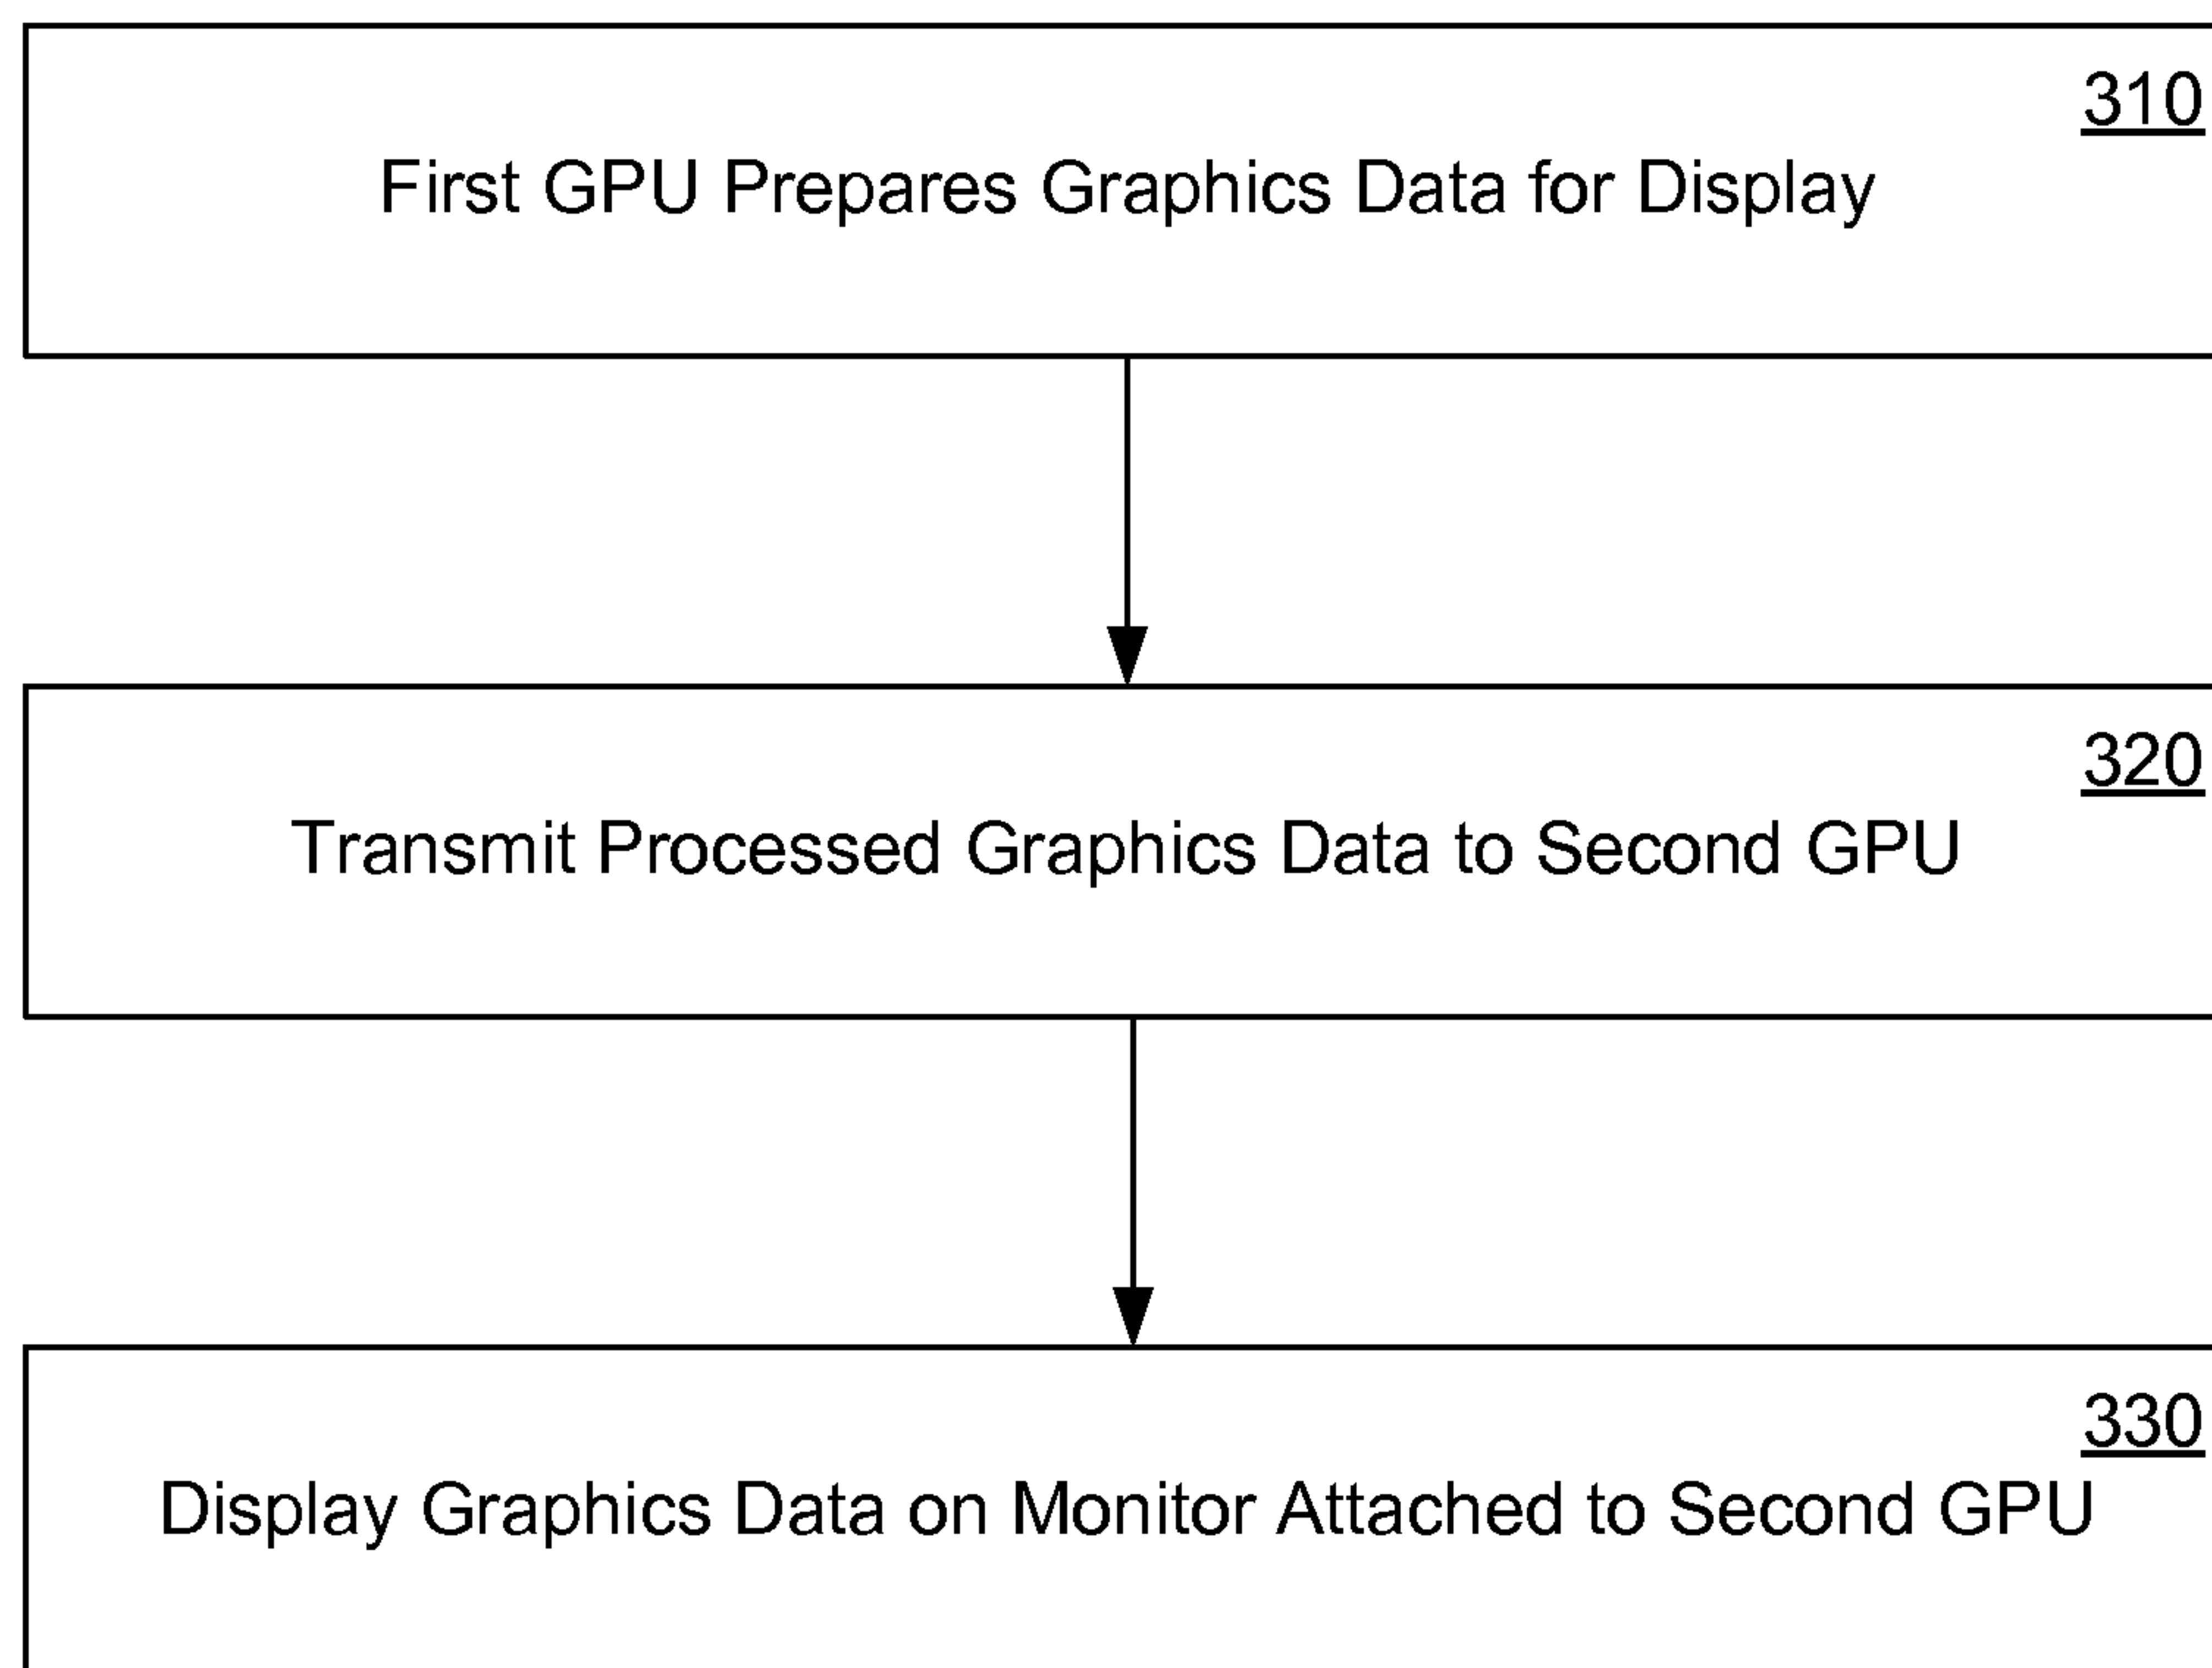 310
First GPU Prepares Graphics Data for Display
320
Transmit Processed Graphics Data to Second GPU
330
Display Graphics Data on Monitor Attached to Second GPU